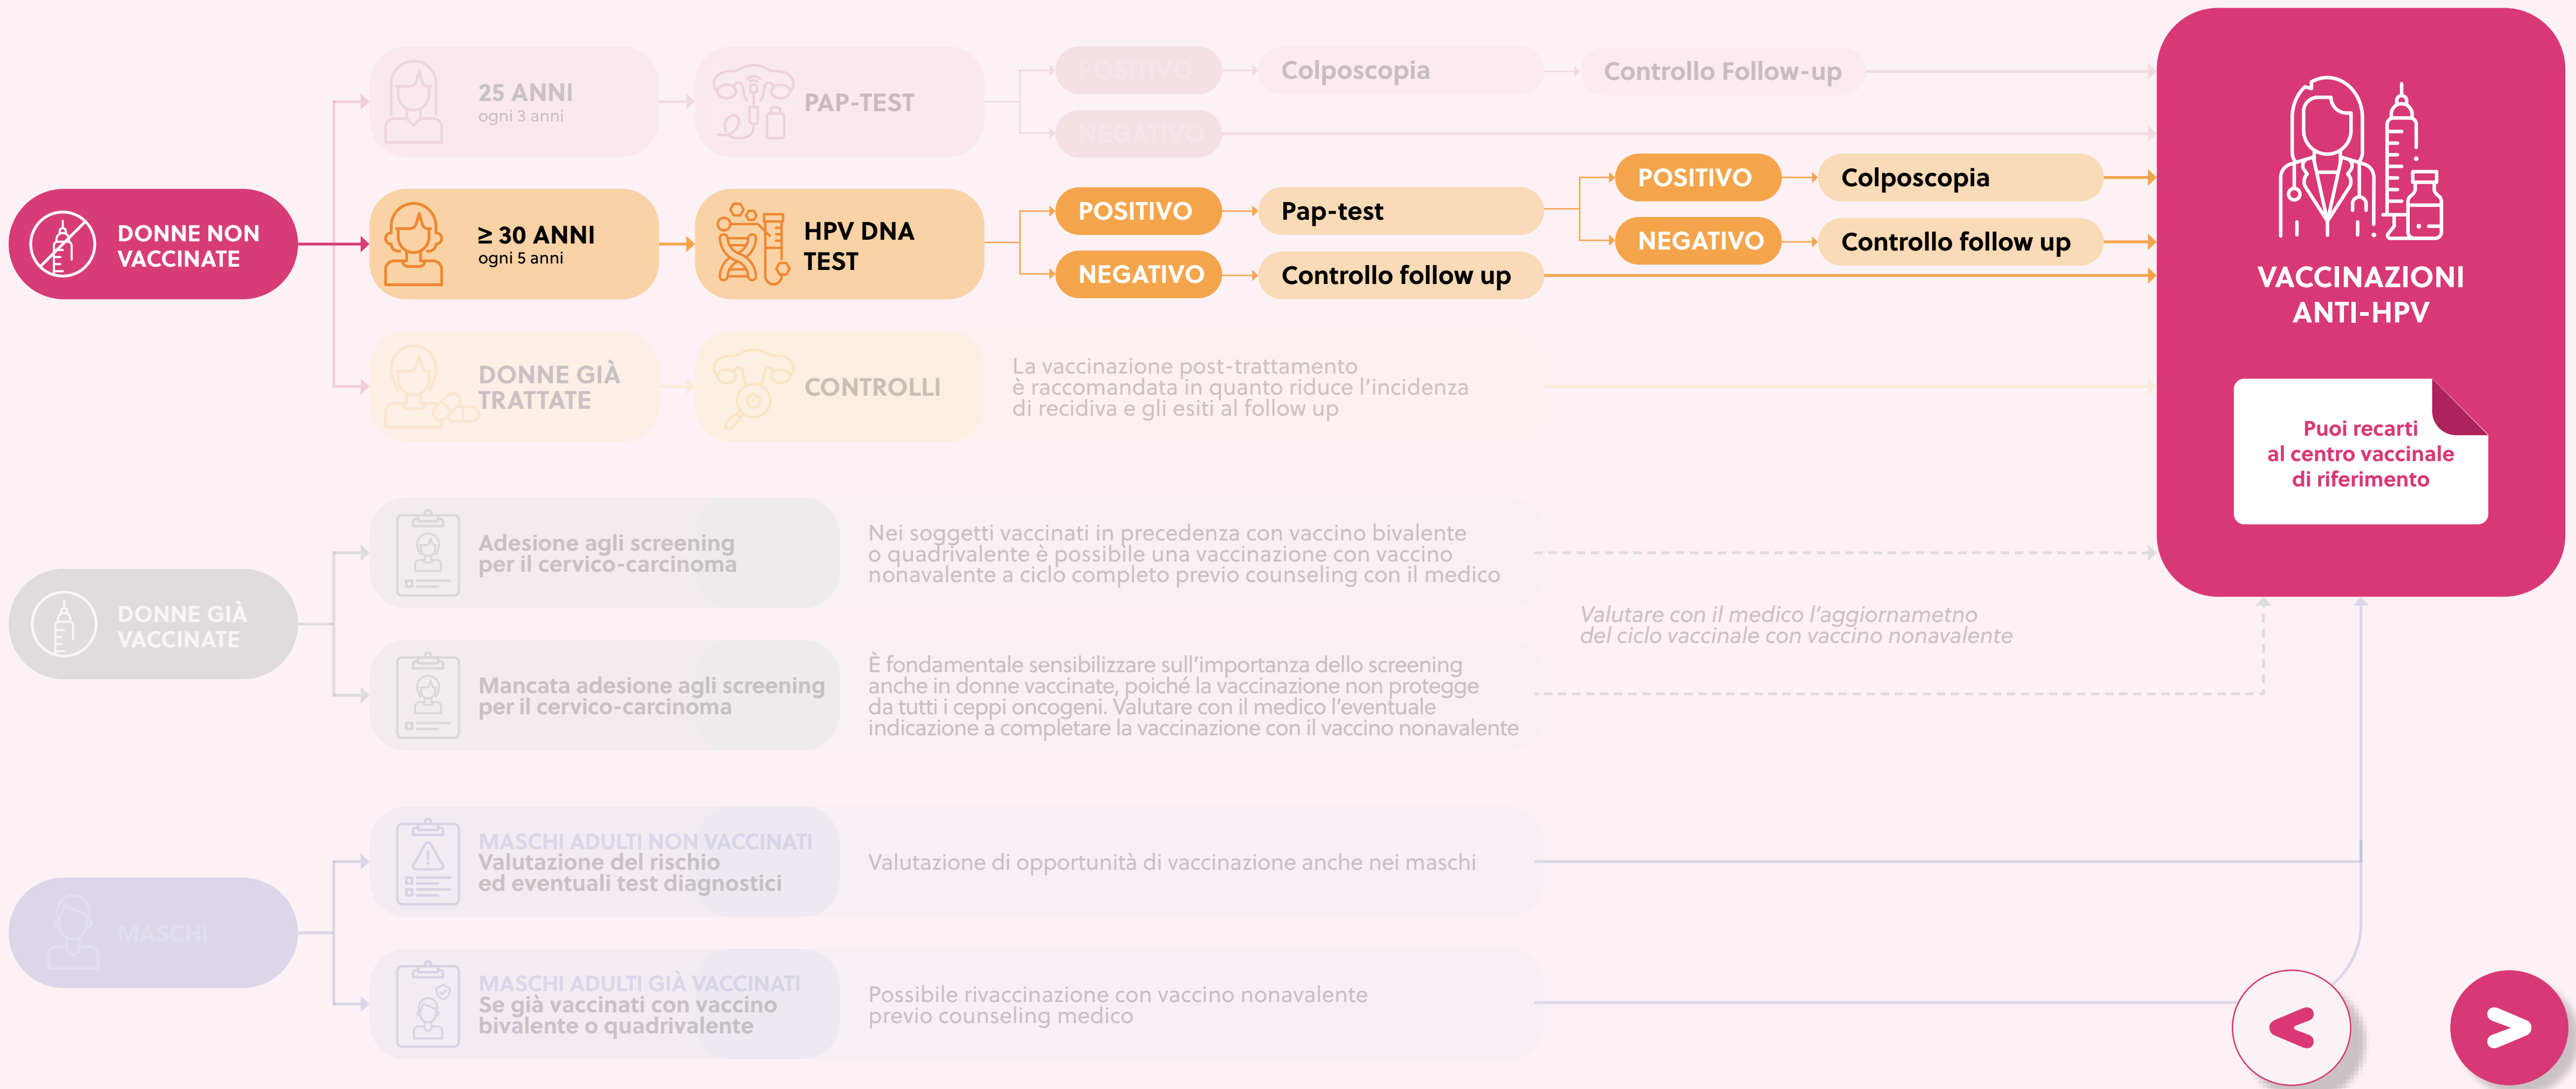 DONNE NON
VACCINATE
25 ANNI
ogni 3 anni
PAP-TEST
POSITIVO
Colposcopia
Controllo Follow-up
NEGATIVO
≥ 30 ANNI
ogni 5 anni
HPV DNA
TEST
POSITIVO
Pap-test
POSITIVO
Colposcopia
NEGATIVO
Controllo follow up
NEGATIVO
Controllo follow up
DONNE GIÀ
TRATTATE
CONTROLLI
La vaccinazione post-trattamento
è raccomandata in quanto riduce l'incidenza
di recidiva e gli esiti al follow up
VACCINAZIONI
ANTI-HPV
Puoi recarti
al centro vaccinale
di riferimento
DONNE GIÀ
VACCINATE
Adesione agli screening
per il cervico-carcinoma
Nei soggetti vaccinati in precedenza con vaccino bivalente
o quadrivalente è possibile una vaccinazione con vaccino
nonavalente a ciclo completo previo counseling con il medico
Mancata adesione agli screening
per il cervico-carcinoma
È fondamentale sensibilizzare sull'importanza dello screening
anche in donne vaccinate, poiché la vaccinazione non protegge
da tutti i ceppi oncogeni. Valutare con il medico l'eventuale
indicazione a completare la vaccinazione con il vaccino nonavalente
Valutare con il medico l'aggiornametno
del ciclo vaccinale con vaccino nonavalente
MASCHI
MASCHI ADULTI NON VACCINATI
Valutazione del rischio
ed eventuali test diagnostici
Valutazione di opportunità di vaccinazione anche nei maschi
MASCHI ADULTI GIÀ VACCINATI
Se già vaccinati con vaccino
bivalente o quadrivalente
Possibile rivaccinazione con vaccino nonavalente
previo counseling medico